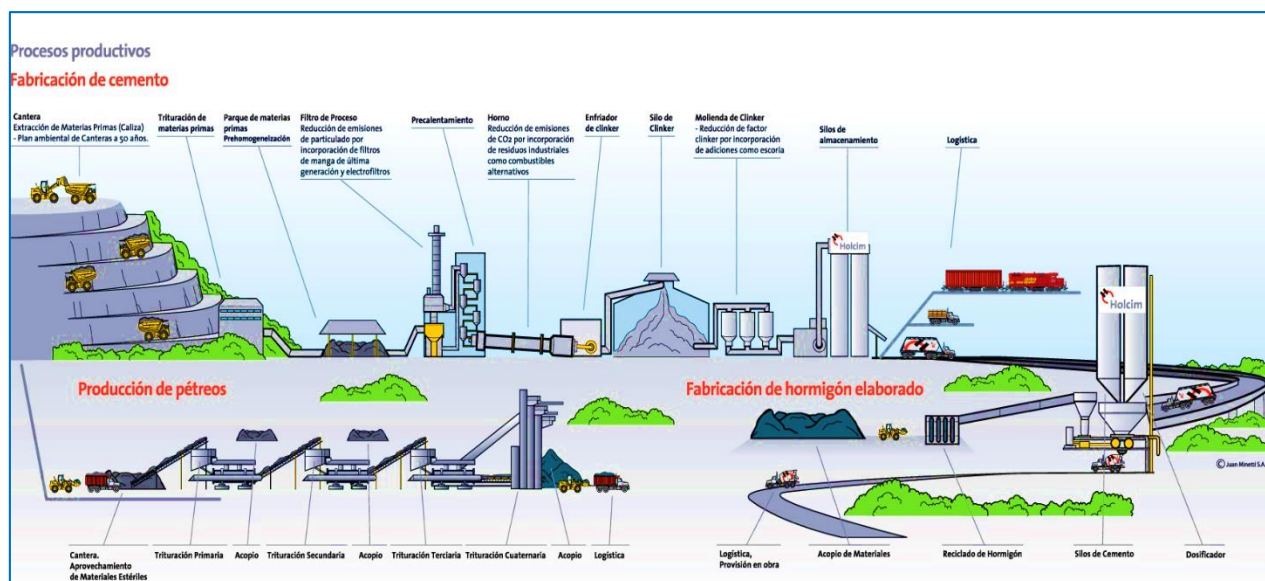 Procesos productivos
Fabricación de cemento
Cantera
Extracción de Materias Primas (Caliza)
- Plan ambiental de Canteras a 50 años.
Trituración de
materias primas
Parque de materias
primas
Prehomogeneización
Filtro de Proceso
Reducción de emisiones
de particulado por
incorporación de filtros
de manga de última
generación y electrofiltros
Precalentamiento
Horno
Reducción de emisiones
de CO2 por incorporación
de residuos industriales
como combustibles
alternativos
Enfriador
de clinker
Silo de
Clinker
Molienda de Clinker
- Reducción de factor
clinker por incorporación
de adiciones como escoria
Silos de
almacenamiento
Logística
Holcim
Holcim
Producción de pétreos
Fabricación de hormigón elaborado
© Juan Minetti S.A.
Cantera.
Aprovechamiento
de Materiales Estériles
Trituración Primaria
Acopio
Trituración Secundaria
Acopio
Trituración Terciaria
Trituración Cuaternaria
Acopio
Logística
Logística,
Provisión en obra
Acopio de Materiales
Reciclado de Hormigón
Silos de Cemento
Dosificador